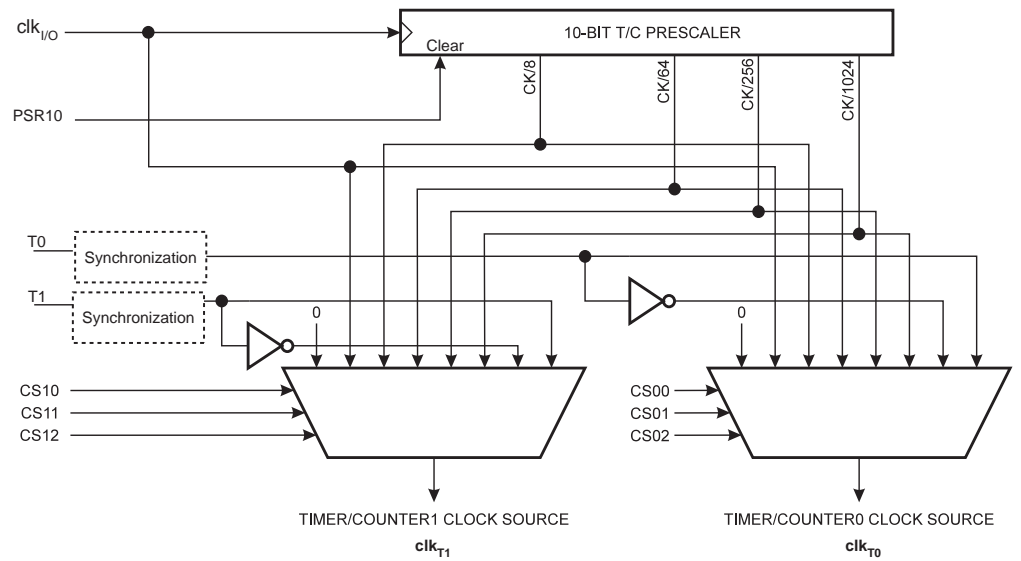 clkI/O
10-BIT T/C PRESCALER
Clear
CK/8
CK/64
CK/256
CK/1024
PSR10
T0
Synchronization
T1
Synchronization
0
0
CS10
CS11
CS12
CS00
CS01
CS02
TIMER/COUNTER1 CLOCK SOURCE
clkT1
TIMER/COUNTER0 CLOCK SOURCE
clkT0